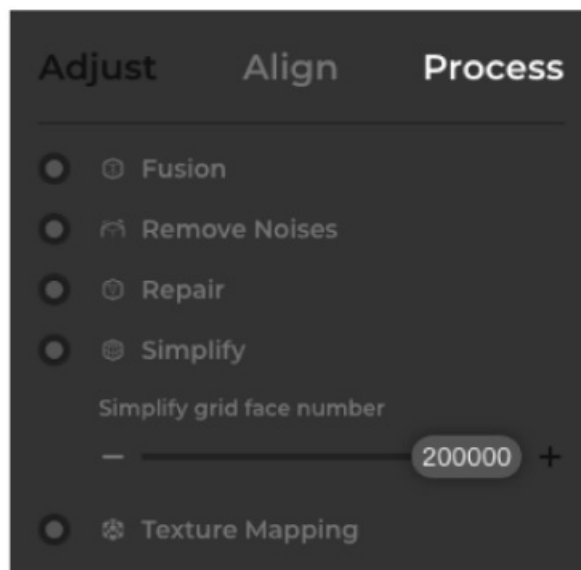 Adjust Align Process
Fusion
Remove Noises
Repair
Simplify
Simplify grid face number
− 200000 +
Texture Mapping